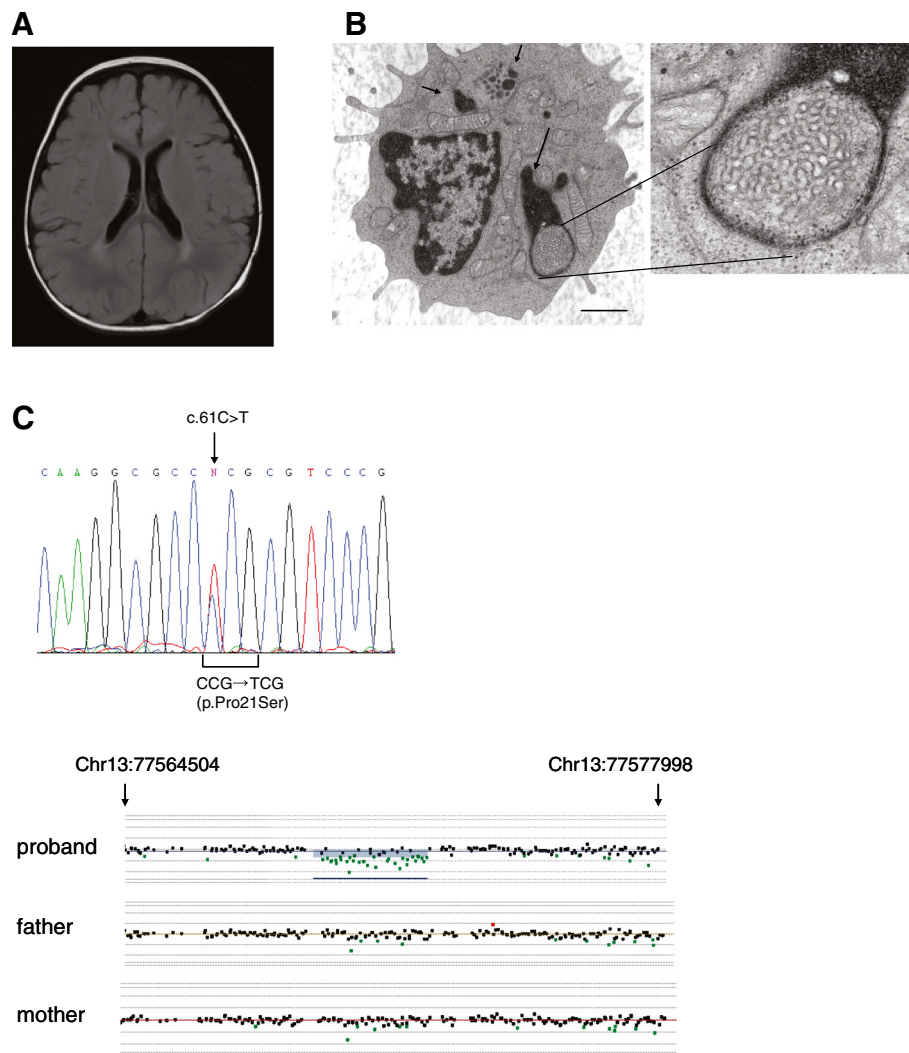 A
B
C
c.61C>T
C A A G G C G C C N C G C G T C C C G
CCG→TCG
(p.Pro21Ser)
Chr13:77564504
Chr13:77577998
proband
father
mother